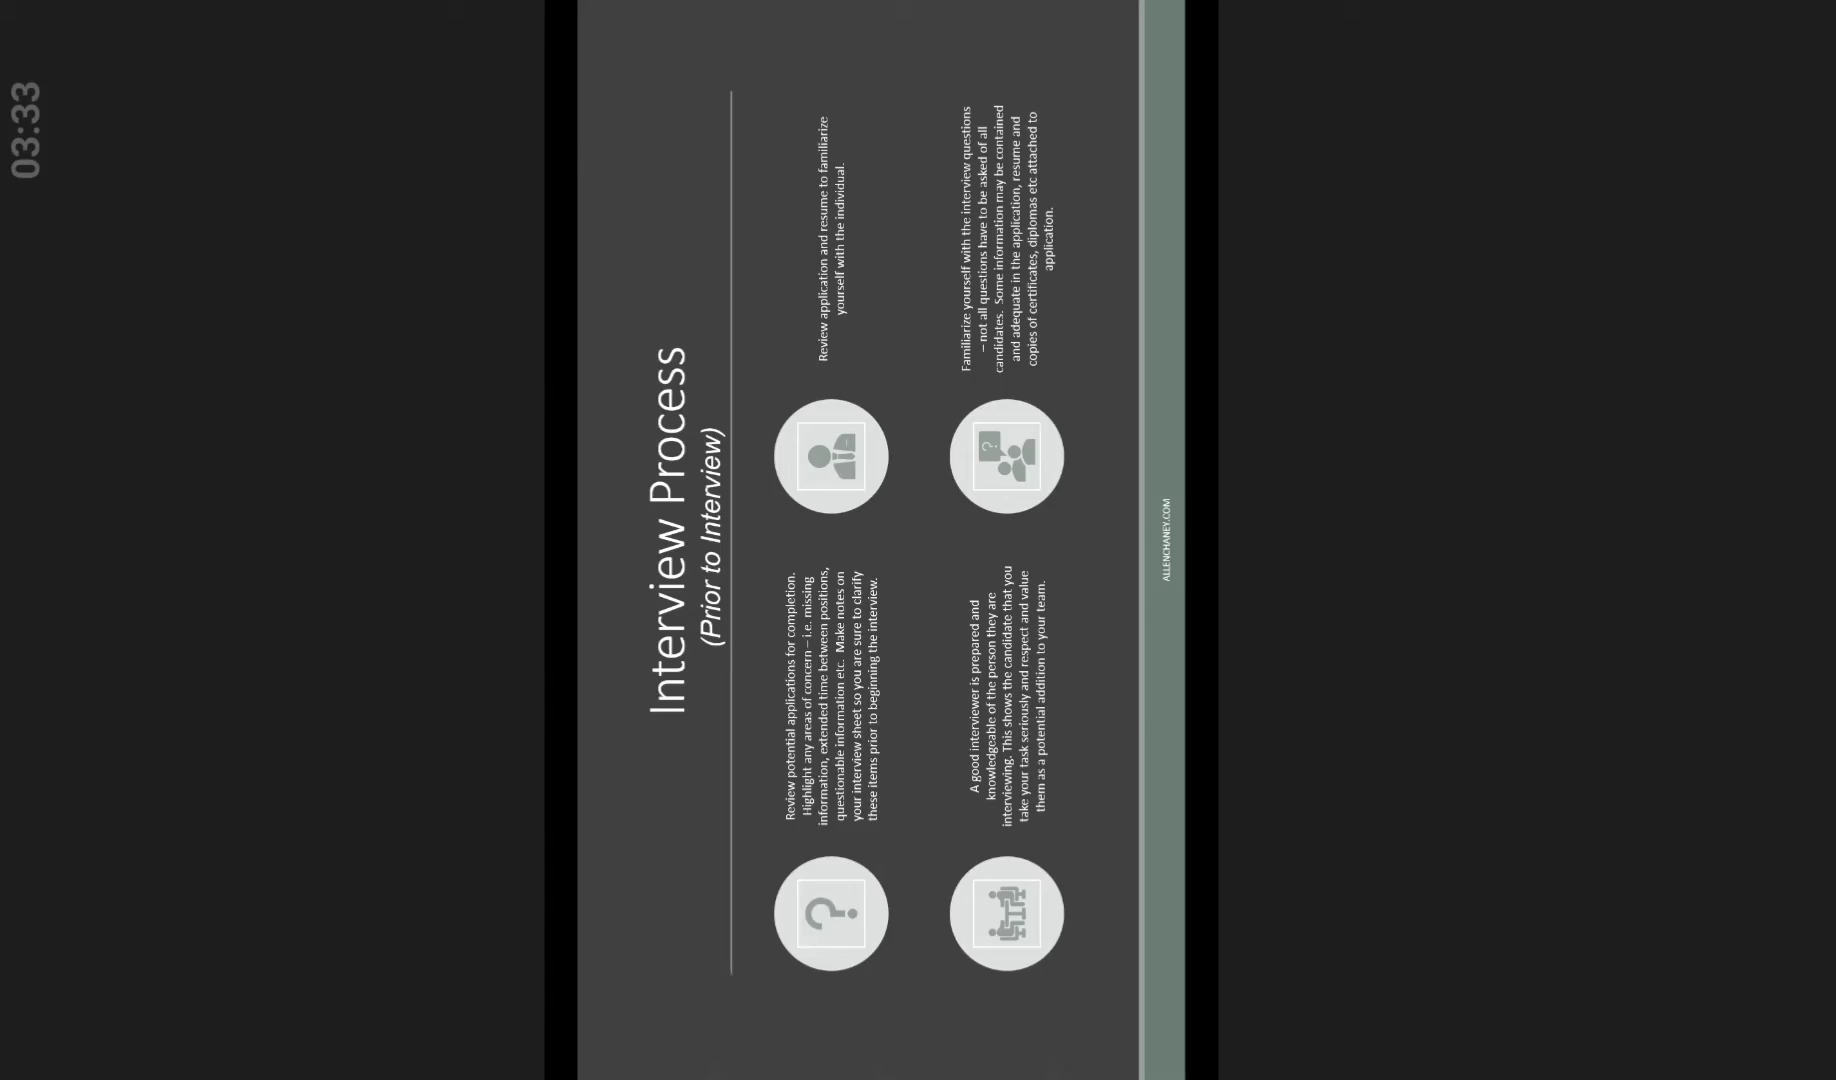 03:33
Interview Process
(Prior to Interview)
Review potential applications for completion.
Highlight any areas of concern – i.e. missing
information, extended time between positions,
questionable information etc.  Make notes on
your interview sheet so you are sure to clarify
these items prior to beginning the interview.
Review application and resume to familiarize
yourself with the individual.
A good interviewer is prepared and
knowledgeable of the person they are
interviewing. This shows the candidate that you
take your task seriously and respect and value
them as a potential addition to your team.
Familiarize yourself with the interview questions
– not all questions have to be asked of all
candidates.  Some information may be contained
and adequate in the application, resume and
copies of certificates, diplomas etc attached to
application.
ALLENCHANEY.COM